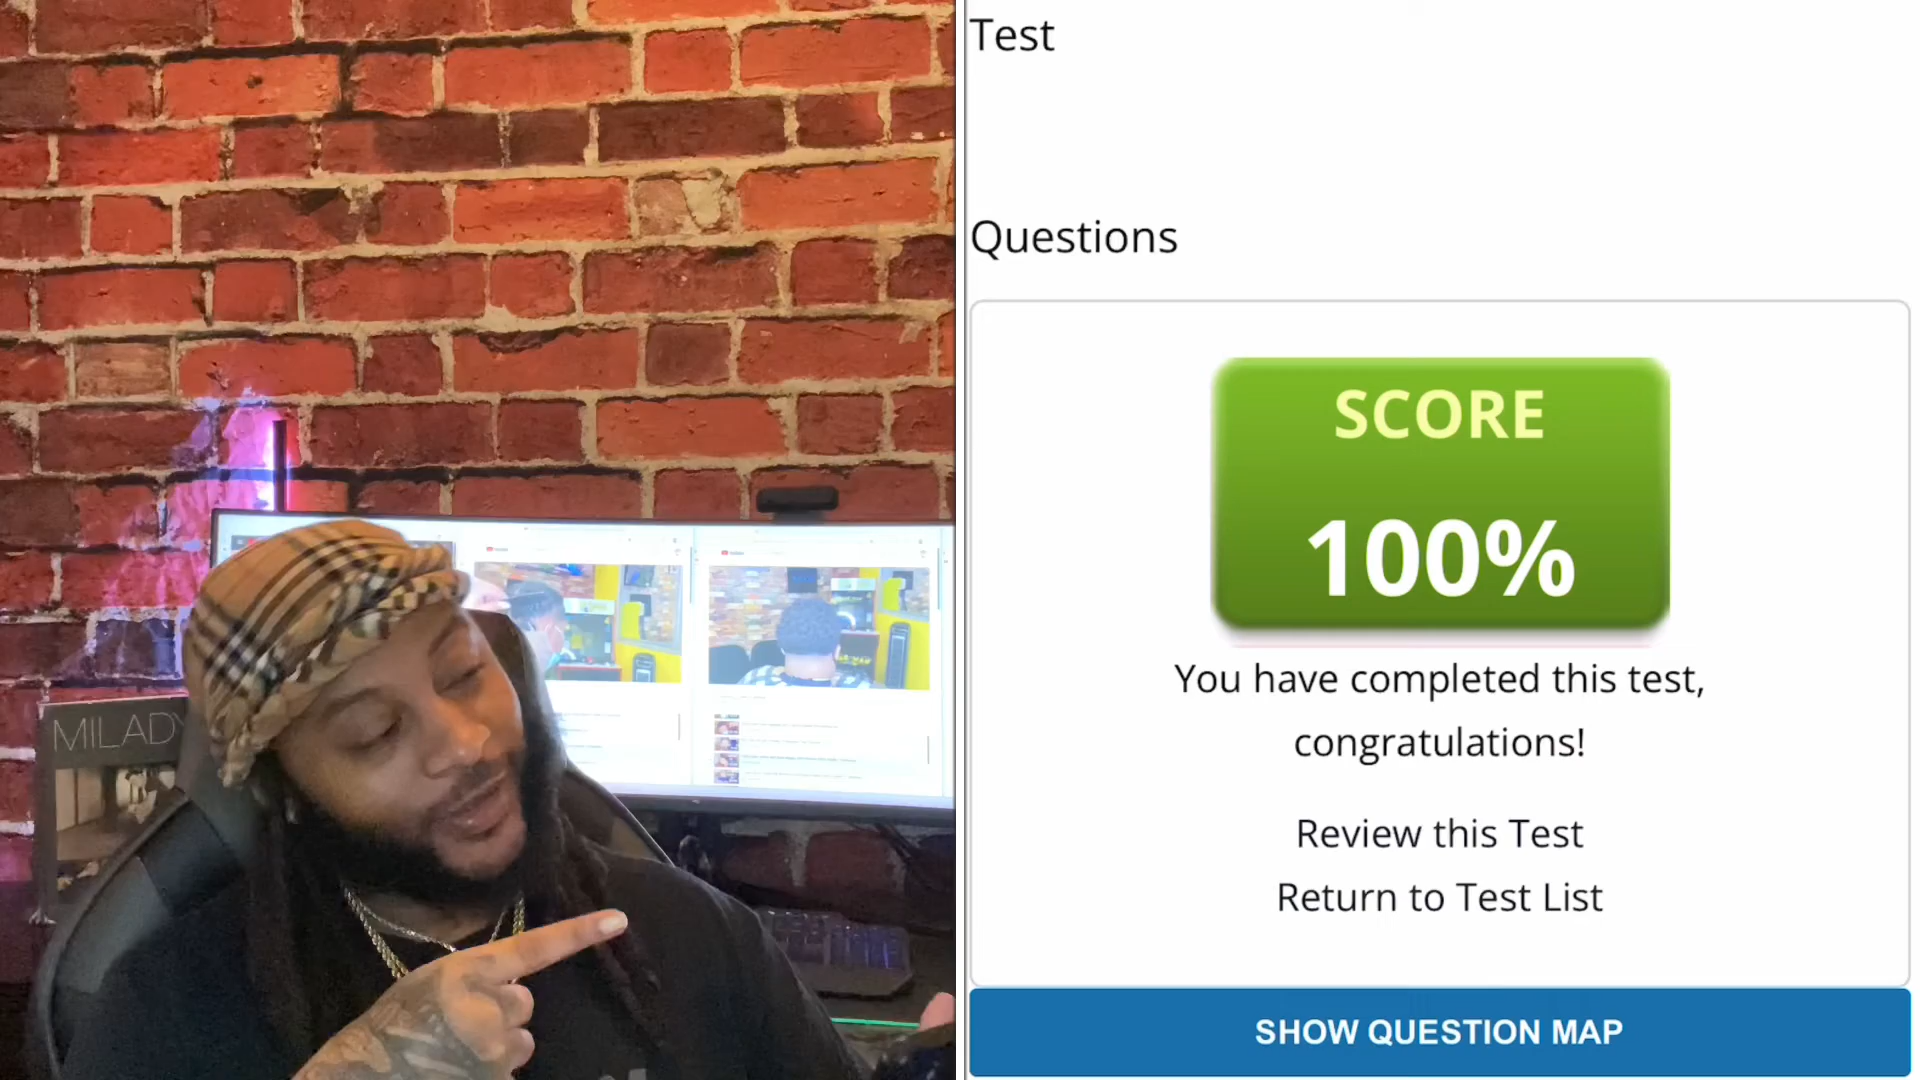 MILADY
Test
Questions
SCORE
100%
You have completed this test,
congratulations!
Review this Test
Return to Test List
SHOW QUESTION MAP